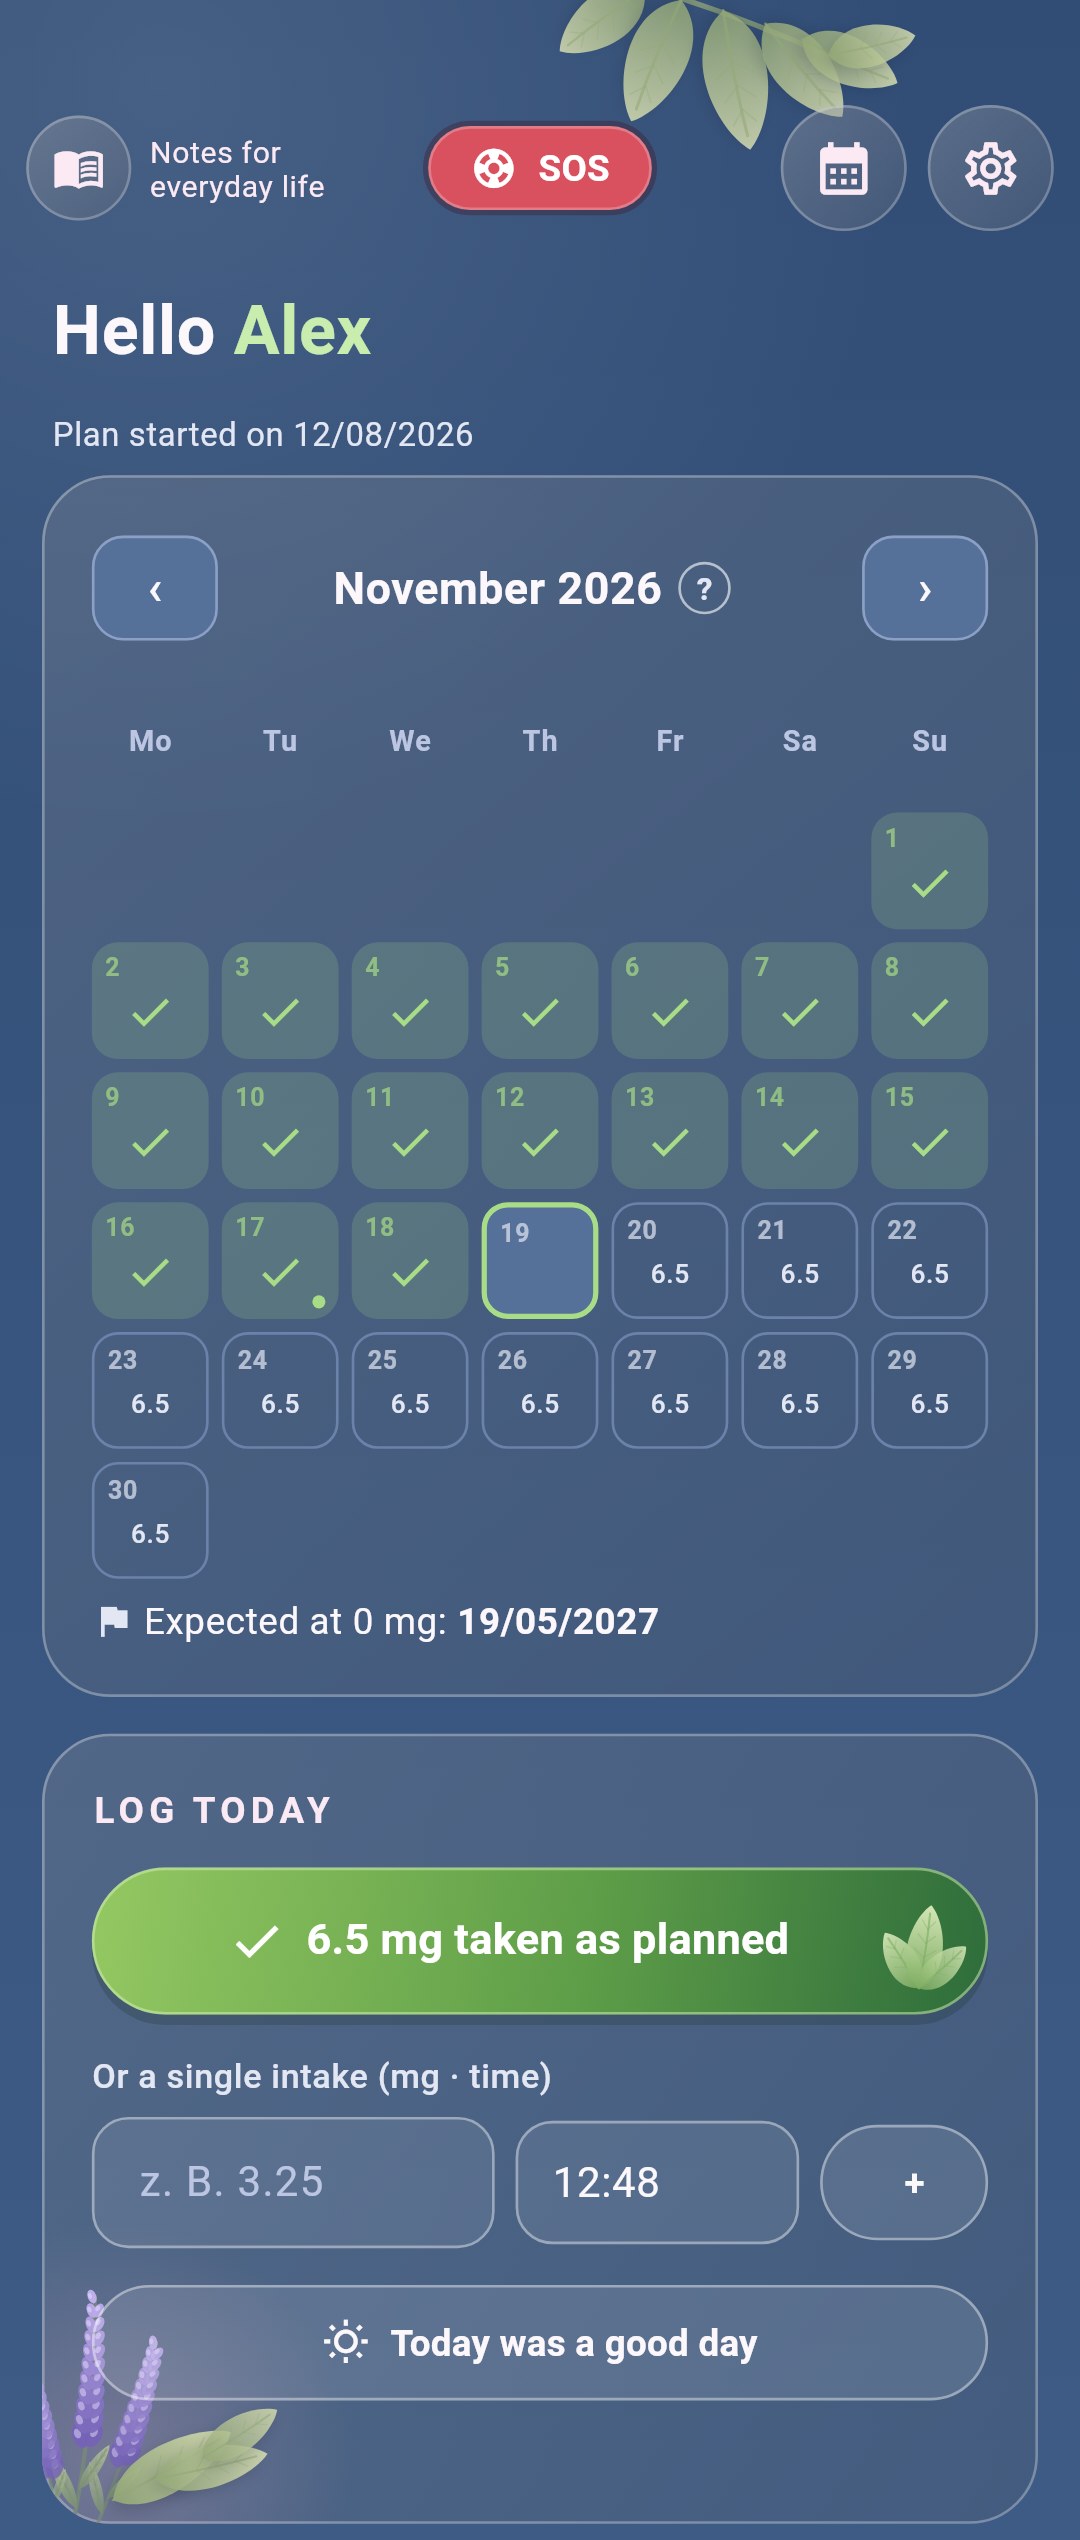 Notes for
everyday life
SOS
Hello Alex
Plan started on 12/08/2026
‹ November 2026 ? ›
Mo Tu We Th Fr Sa Su
1
2 3 4 5 6 7 8
9 10 11 12 13 14 15
16 17 18 19 20 21 22
6.5 6.5 6.5
23 24 25 26 27 28 29
6.5 6.5 6.5 6.5 6.5 6.5 6.5
30
6.5
Expected at 0 mg: 19/05/2027
LOG TODAY
6.5 mg taken as planned
Or a single intake (mg · time)
z. B. 3.25 12:48 +
Today was a good day